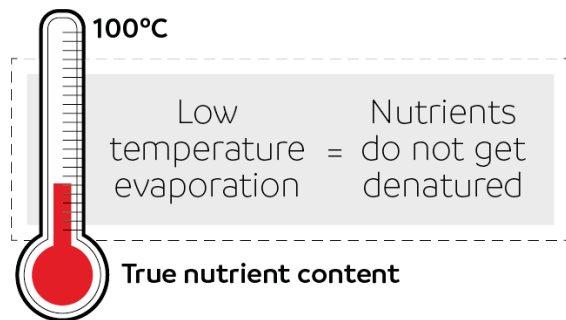 100°C
Low
temperature
evaporation
=
Nutrients
do not get
denatured
True nutrient content